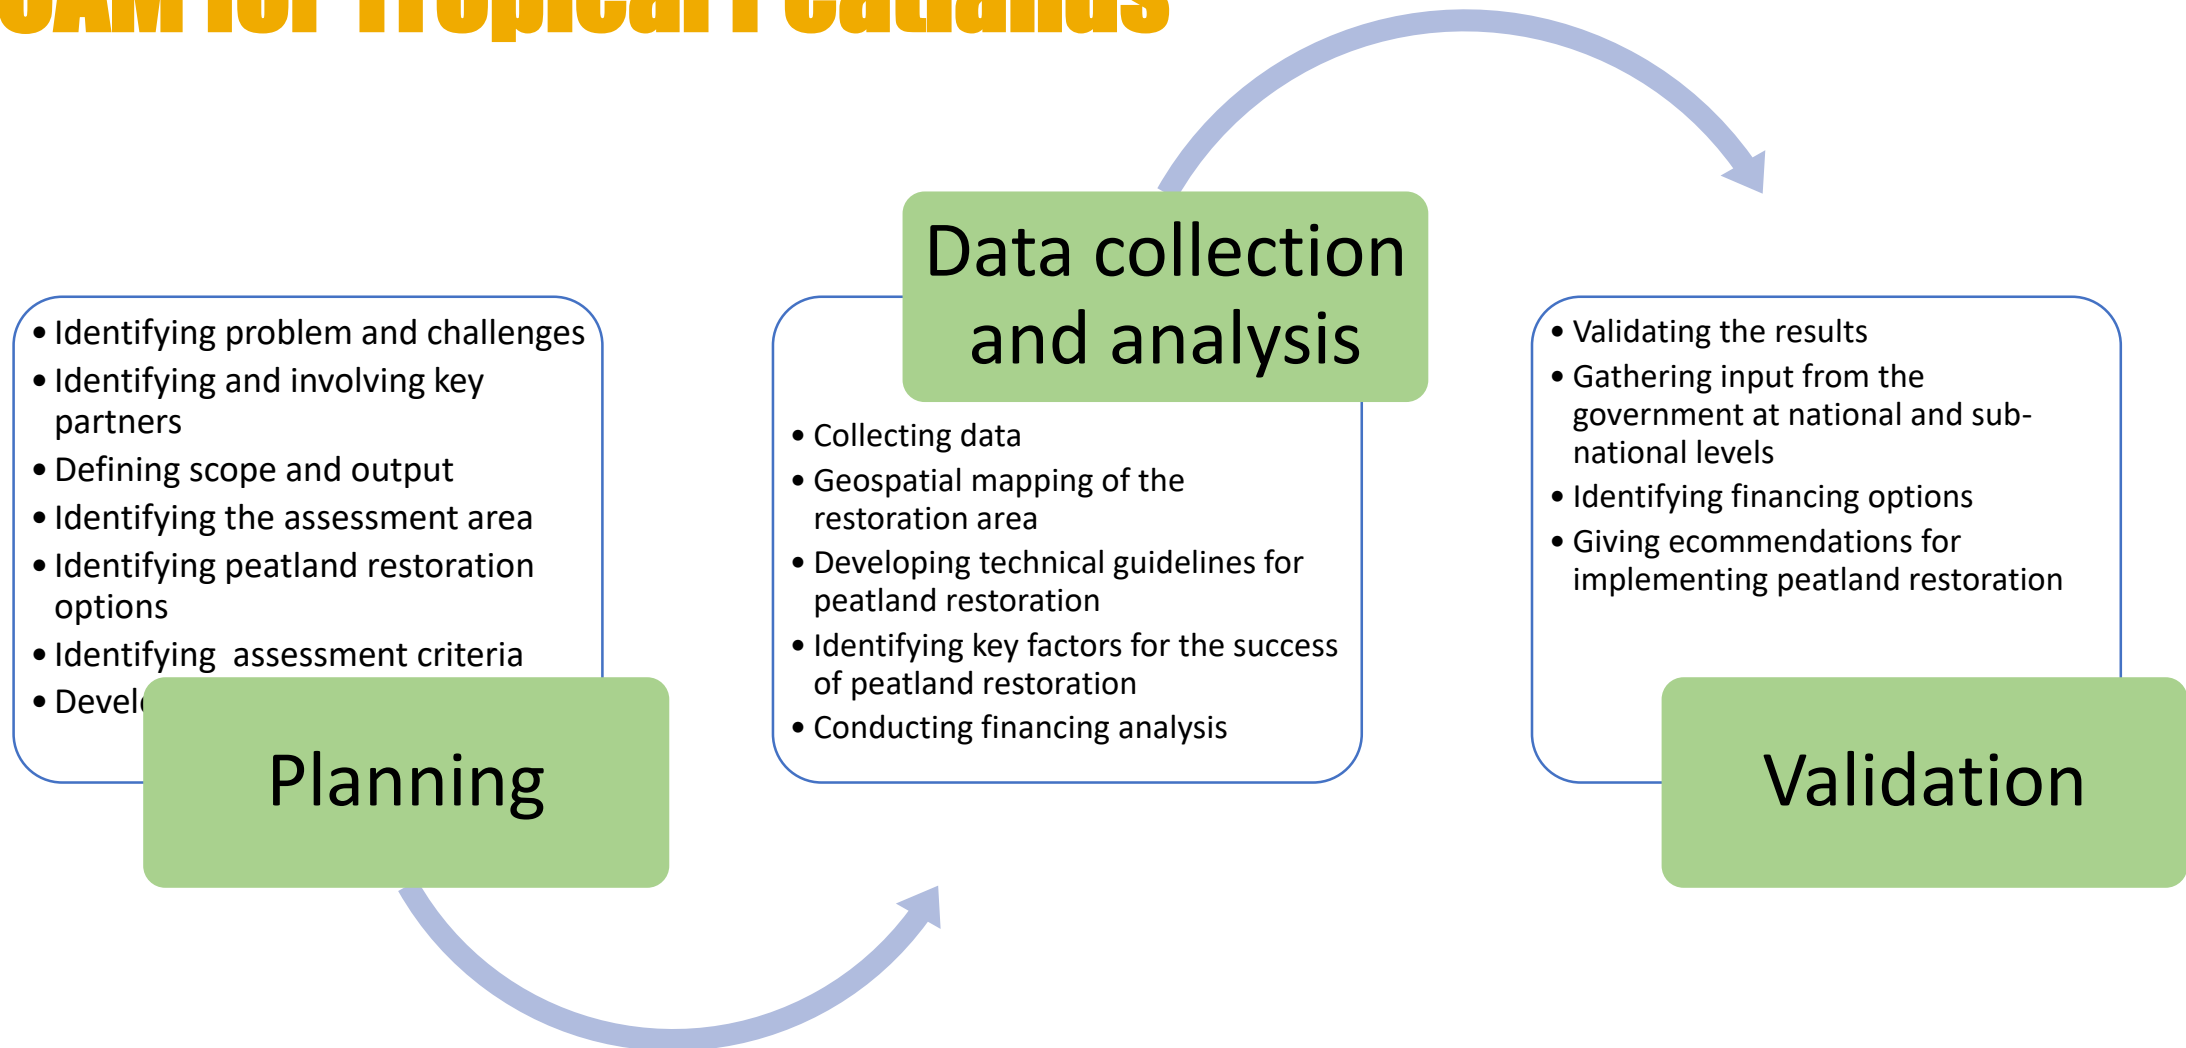 for Tropical Peatlands
• Identifying problem and challenges
• Identifying and involving key
partners
• Defining scope and output
• Identifying the assessment area
• Identifying peatland restoration
options
• Identifying  assessment criteria
•
Planning
Data collection
and analysis
• Collecting data
• Geospatial mapping of the
restoration area
• Developing technical guidelines for
peatland restoration
• Identifying key factors for the success
of peatland restoration
• Conducting financing analysis
• Validating the results
• Gathering input from the
government at national and sub-
national levels
• Identifying financing options
• Giving ecommendations for
implementing peatland restoration
Validation